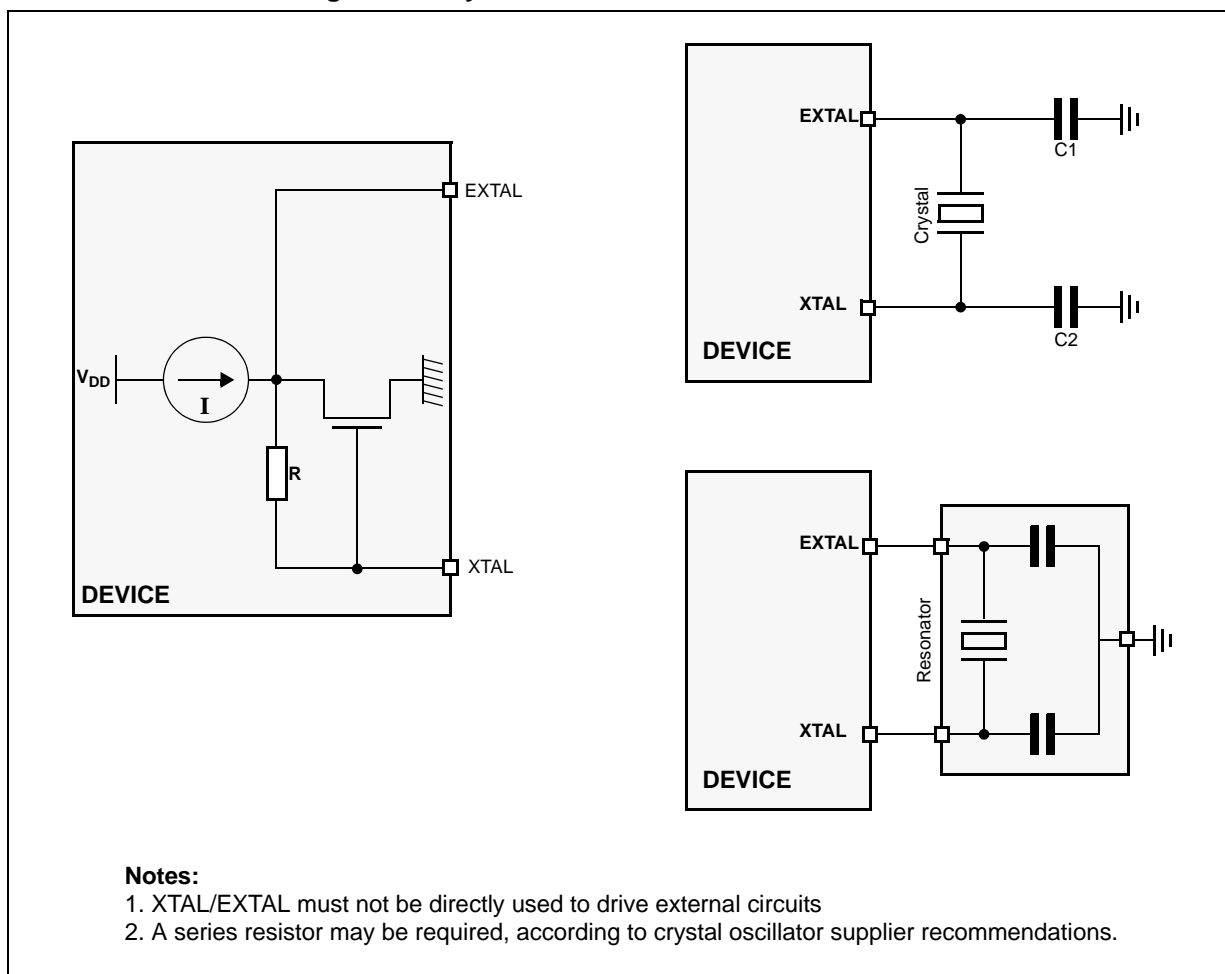 EXTAL
V_DD
I
R
XTAL
DEVICE
EXTAL
C1
Crystal
XTAL
C2
DEVICE
EXTAL
Resonator
XTAL
DEVICE
Notes:
1. XTAL/EXTAL must not be directly used to drive external circuits
2. A series resistor may be required, according to crystal oscillator supplier recommendations.